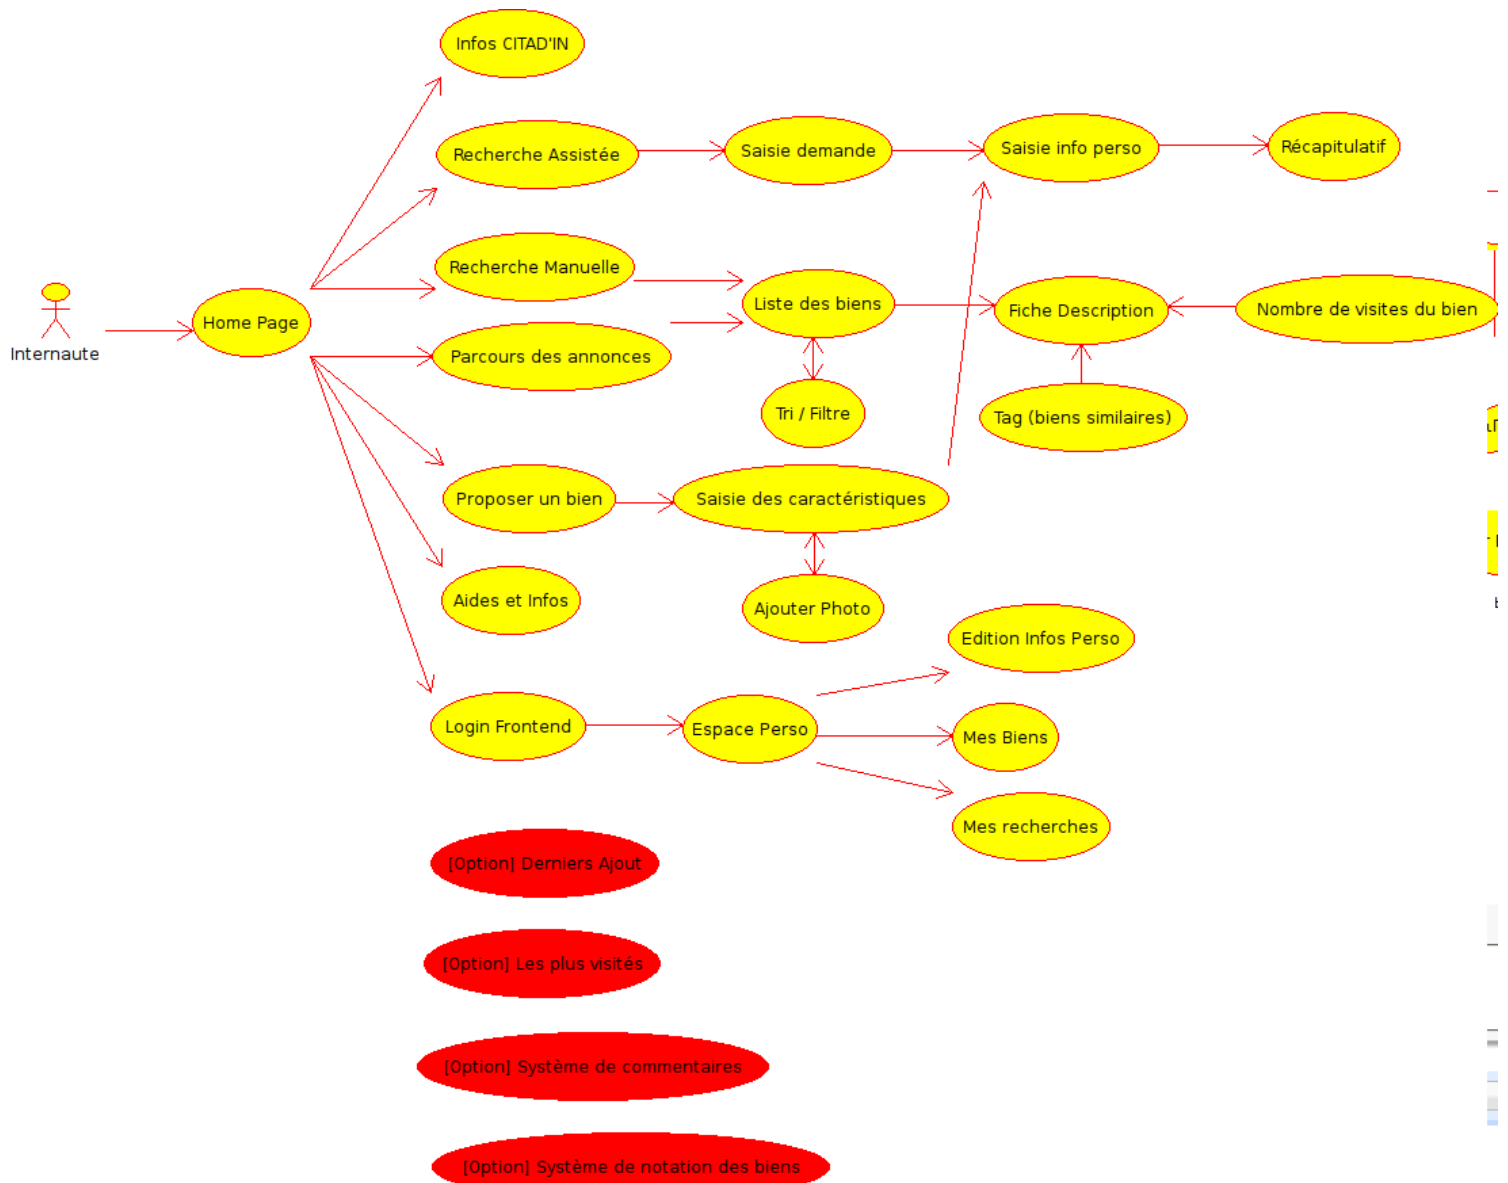 Infos CITAD'IN
Recherche Assistée
Saisie demande
Saisie info perso
Récapitulatif
Recherche Manuelle
Liste des biens
Fiche Description
Nombre de visites du bien
Internaute
Home Page
Parcours des annonces
Tri / Filtre
Tag (biens similaires)
Proposer un bien
Saisie des caractéristiques
Aides et Infos
Ajouter Photo
Edition Infos Perso
Login Frontend
Espace Perso
Mes Biens
Mes recherches
[Option] Derniers Ajout
[Option] Les plus visités
[Option] Système de commentaires
[Option] Système de notation des biens